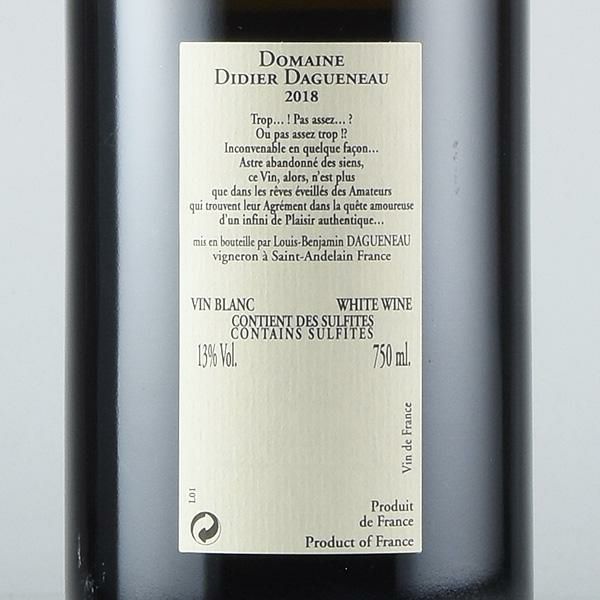 DOMAINE
DIDIER DAGUENEAU
2018
Trop... ! Pas assez... ?
Ou pas assez trop !?
Inconvenable en quelque façon...
Astre abandonné des siens,
ce Vin, alors, n'est plus
que dans les rêves éveillés des Amateurs
qui trouvent leur Agrément dans la quête amoureuse
d'un infini de Plaisir authentique...
mis en bouteille par Louis-Benjamin DAGUENEAU
vigneron à Saint-Andelain France
VIN BLANC WHITE WINE
CONTIENT DES SULFITES
CONTAINS SULFITES
13% Vol. 750 ml.
Vin de France
L01
Produit
de France
Product of France